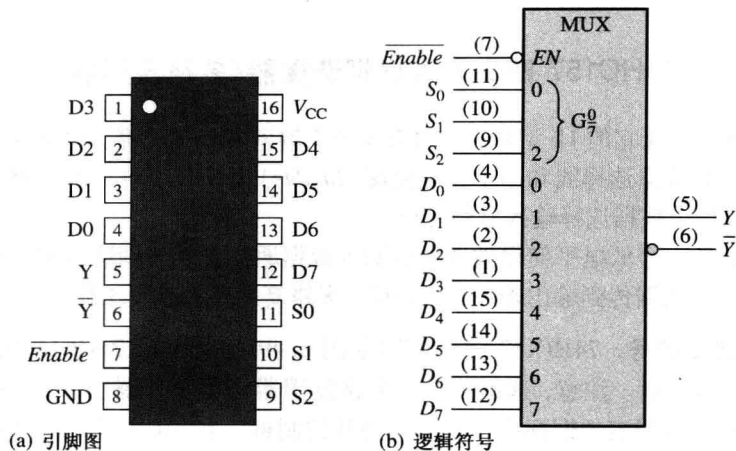 D3 1 16 V_CC
D2 2 15 D4
D1 3 14 D5
D0 4 13 D6
Y 5 12 D7
Y̅ 6 11 S0
E̅n̅a̅b̅l̅e̅ 7 10 S1
GND 8 9 S2
(a) 引脚图
MUX
E̅n̅a̅b̅l̅e̅ (7) EN
S₀ (11) 0
S₁ (10) G 0/7
S₂ (9) 2
D₀ (4) 0
D₁ (3) 1 (5) Y
D₂ (2) 2 (6) Y̅
D₃ (1) 3
D₄ (15) 4
D₅ (14) 5
D₆ (13) 6
D₇ (12) 7
(b) 逻辑符号